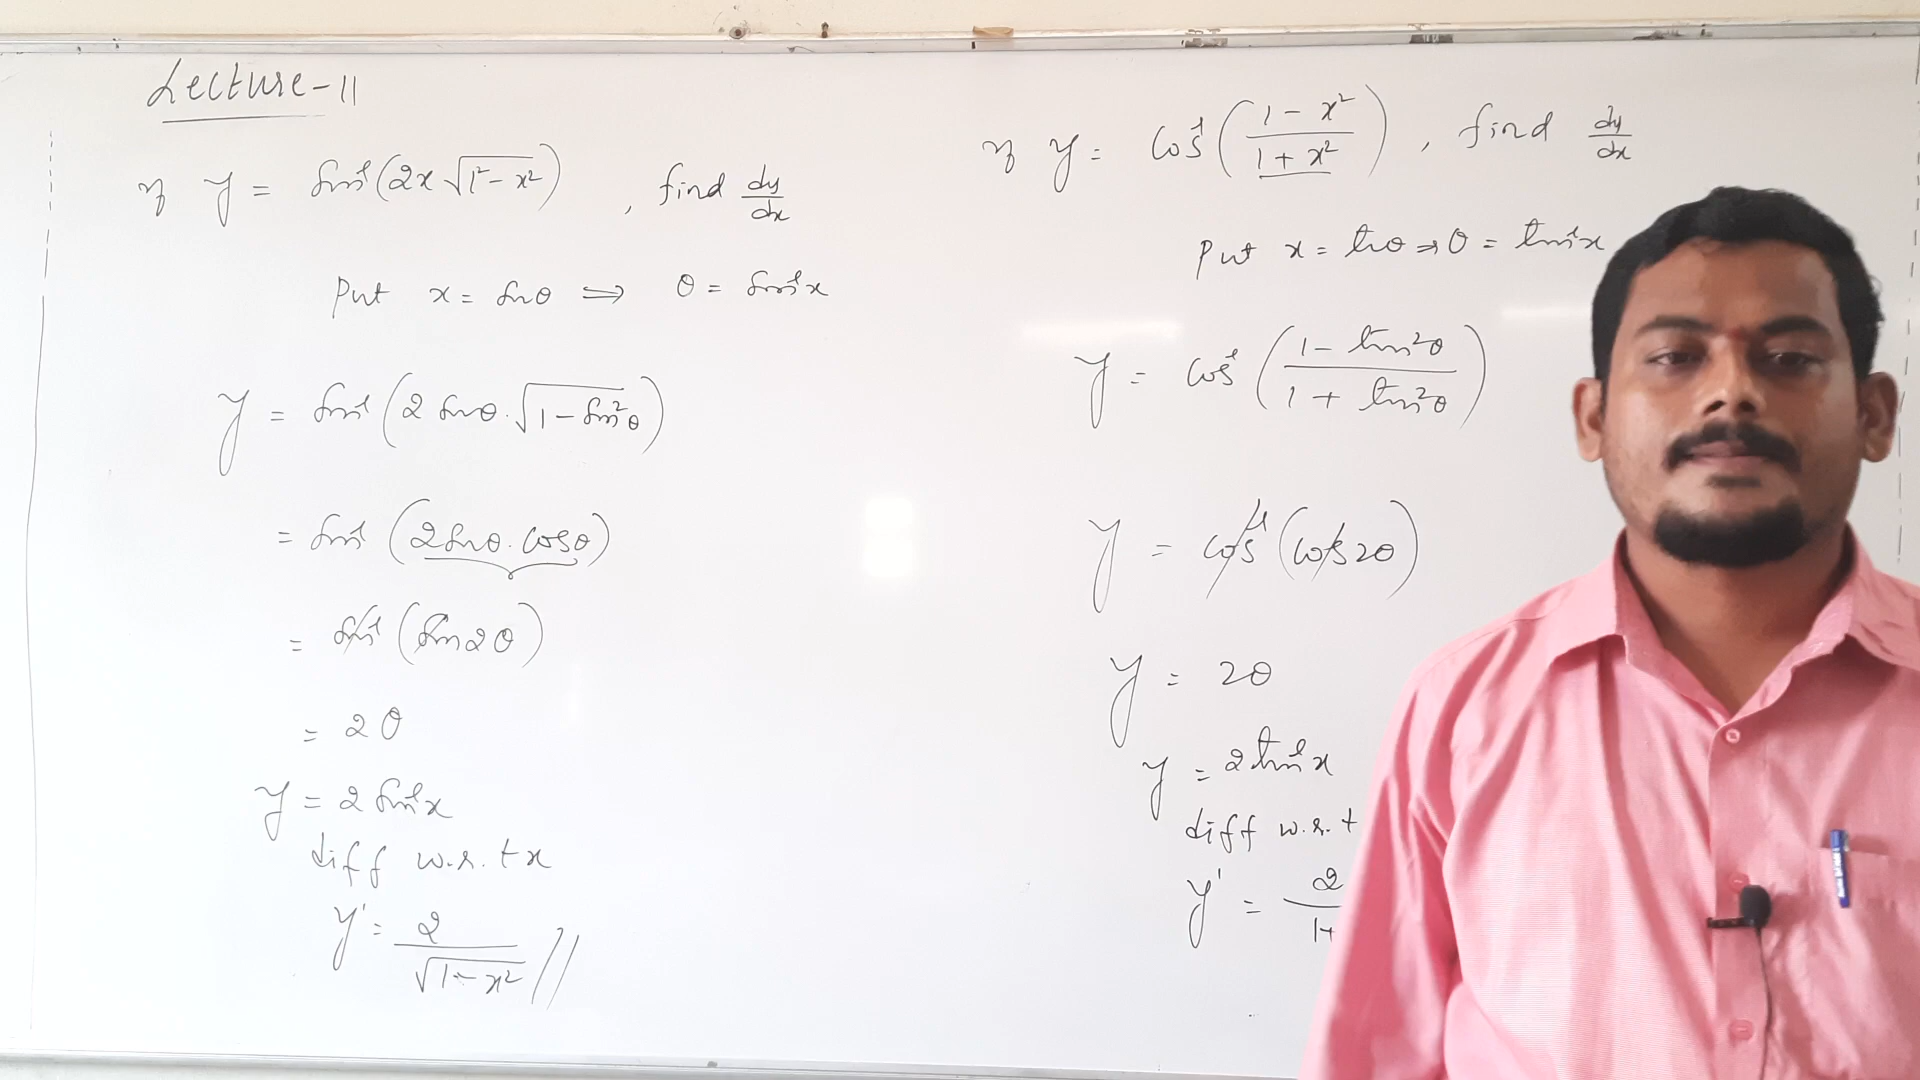 Lecture-11
If y = sin⁻¹(2x √(1² - x²)) , find dy/dx
Put x = sinθ ⇒ θ = sin⁻¹x
y = sin⁻¹(2 sinθ · √(1 - sin²θ))
= sin⁻¹(2sinθ · cosθ)
= sin⁻¹(sin2θ)
= 2θ
y = 2 sin⁻¹x
diff w.r.t x
y' = 2/√(1 - x²) //
If y = cos⁻¹((1 - x²)/(1 + x²)) , find dy/dx
Put x = tanθ ⇒ θ = tan⁻¹x
y = cos⁻¹((1 - tan²θ)/(1 + tan²θ))
y = cos⁻¹(cos2θ)
y = 2θ
y = 2tan⁻¹x
diff w.r.t
y' = 2/1+